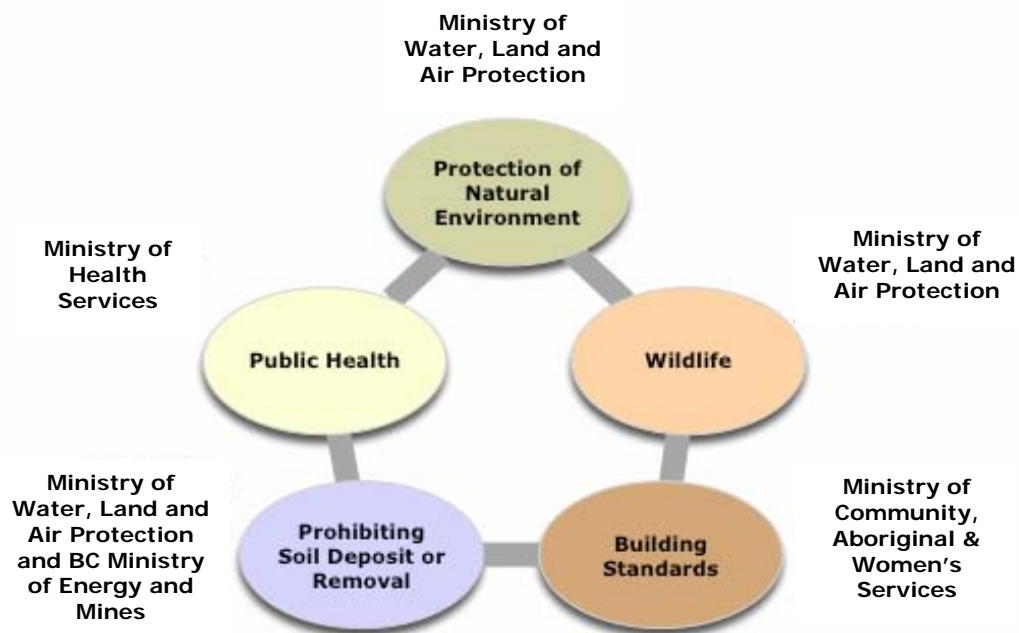 Ministry of
Water, Land and
Air Protection
Protection of
Natural
Environment
Ministry of
Health
Services
Ministry of
Water, Land and
Air Protection
Public Health
Wildlife
Ministry of
Water, Land and
Air Protection
and BC Ministry
of Energy and
Mines
Prohibiting
Soil Deposit or
Removal
Building
Standards
Ministry of
Community,
Aboriginal &
Women's
Services